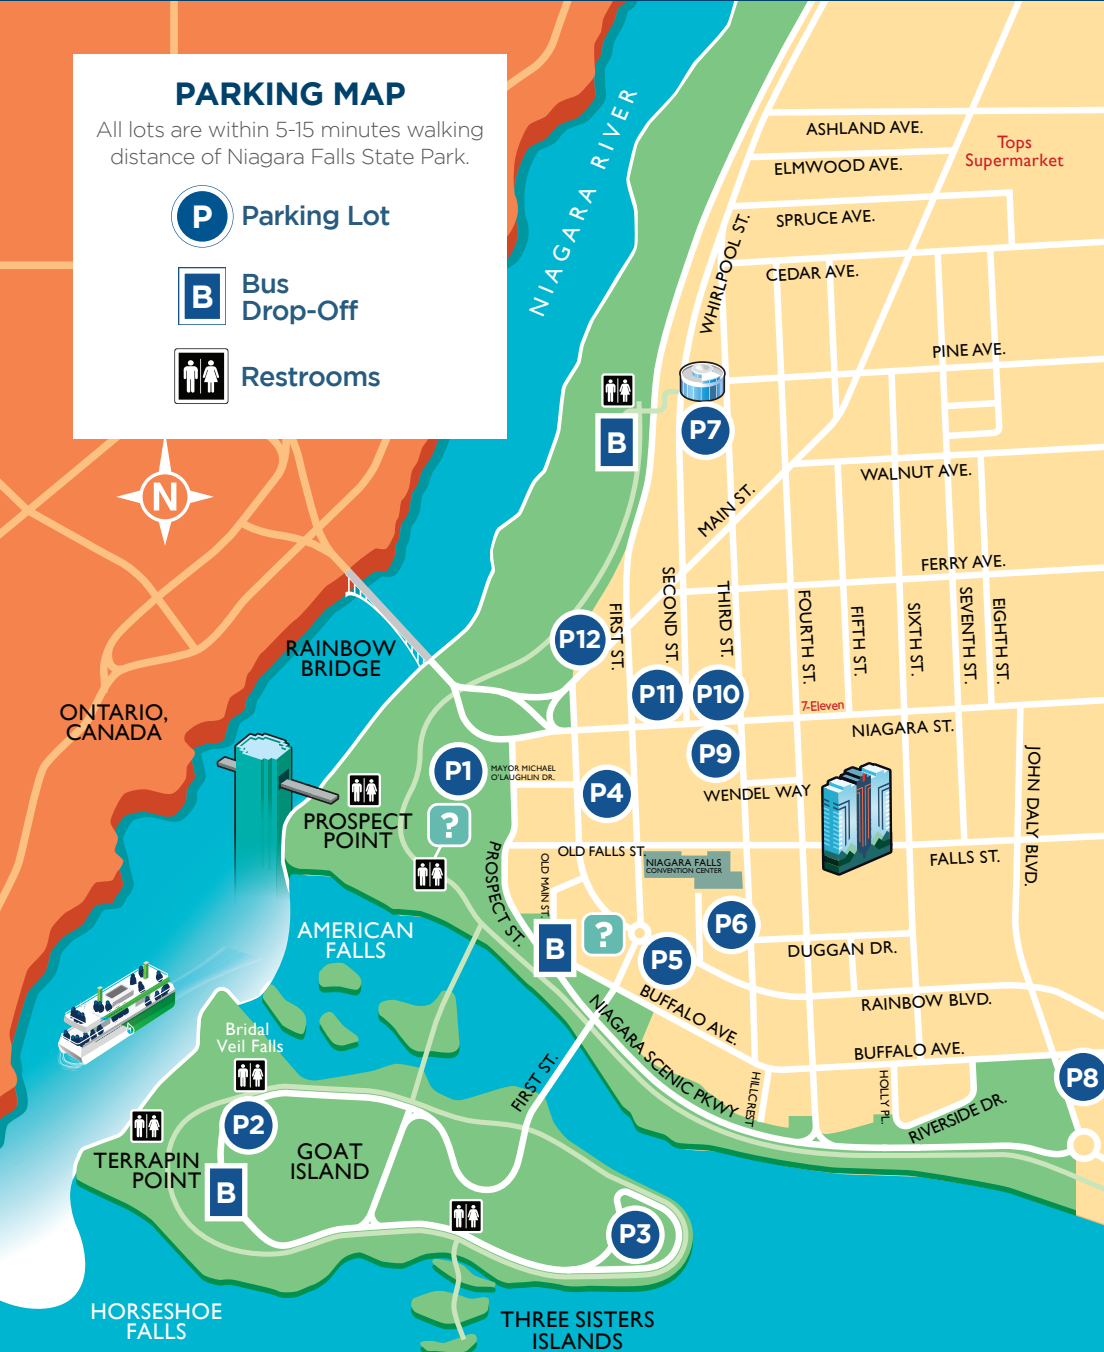 PARKING MAP
All lots are within 5-15 minutes walking
distance of Niagara Falls State Park.
P
Parking Lot
B
Bus
Drop-Off
Restrooms
N
NIAGARA RIVER
ASHLAND AVE.
Tops
Supermarket
ELMWOOD AVE.
SPRUCE AVE.
WHIRLPOOL ST.
CEDAR AVE.
PINE AVE.
B
P7
WALNUT AVE.
MAIN ST.
FERRY AVE.
FIRST ST.
SECOND ST.
THIRD ST.
FOURTH ST.
FIFTH ST.
SIXTH ST.
SEVENTH ST.
EIGHTH ST.
P12
RAINBOW
BRIDGE
P11
P10
7-Eleven
ONTARIO,
CANADA
NIAGARA ST.
P9
P1
MAYOR MICHAEL
O'LAUGHLIN DR.
P4
WENDEL WAY
JOHN DALY BLVD.
PROSPECT
POINT
?
OLD FALLS ST.
NIAGARA FALLS
CONVENTION CENTER
FALLS ST.
PROSPECT ST.
OLD MAIN ST.
AMERICAN
FALLS
B
?
P6
P5
DUGGAN DR.
RAINBOW BLVD.
BUFFALO AVE.
NIAGARA SCENIC PKWY
Bridal
Veil Falls
BUFFALO AVE.
P8
FIRST ST.
HILLCREST
HOLLY PL.
RIVERSIDE DR.
P2
TERRAPIN
POINT
GOAT
ISLAND
B
P3
HORSESHOE
FALLS
THREE SISTERS
ISLANDS